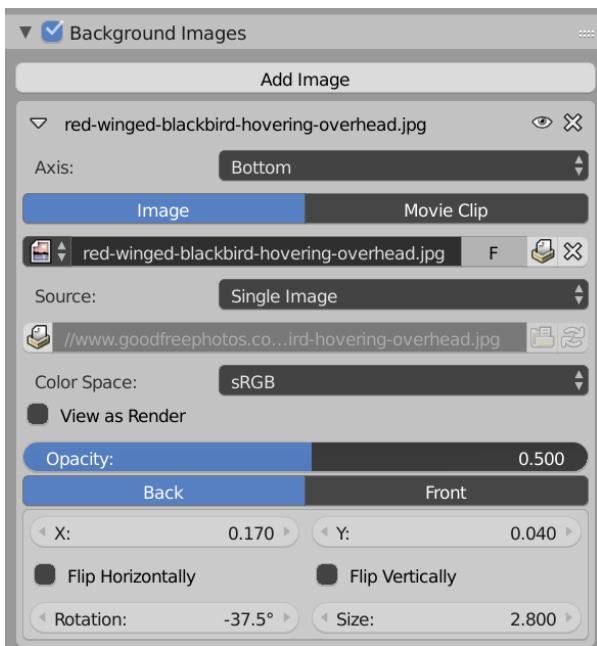 Background Images
Add Image
red-winged-blackbird-hovering-overhead.jpg
Axis: Bottom
Image Movie Clip
red-winged-blackbird-hovering-overhead.jpg F
Source: Single Image
//www.goodfreephotos.co...ird-hovering-overhead.jpg
Color Space: sRGB
View as Render
Opacity: 0.500
Back Front
X: 0.170 Y: 0.040
Flip Horizontally Flip Vertically
Rotation: -37.5° Size: 2.800